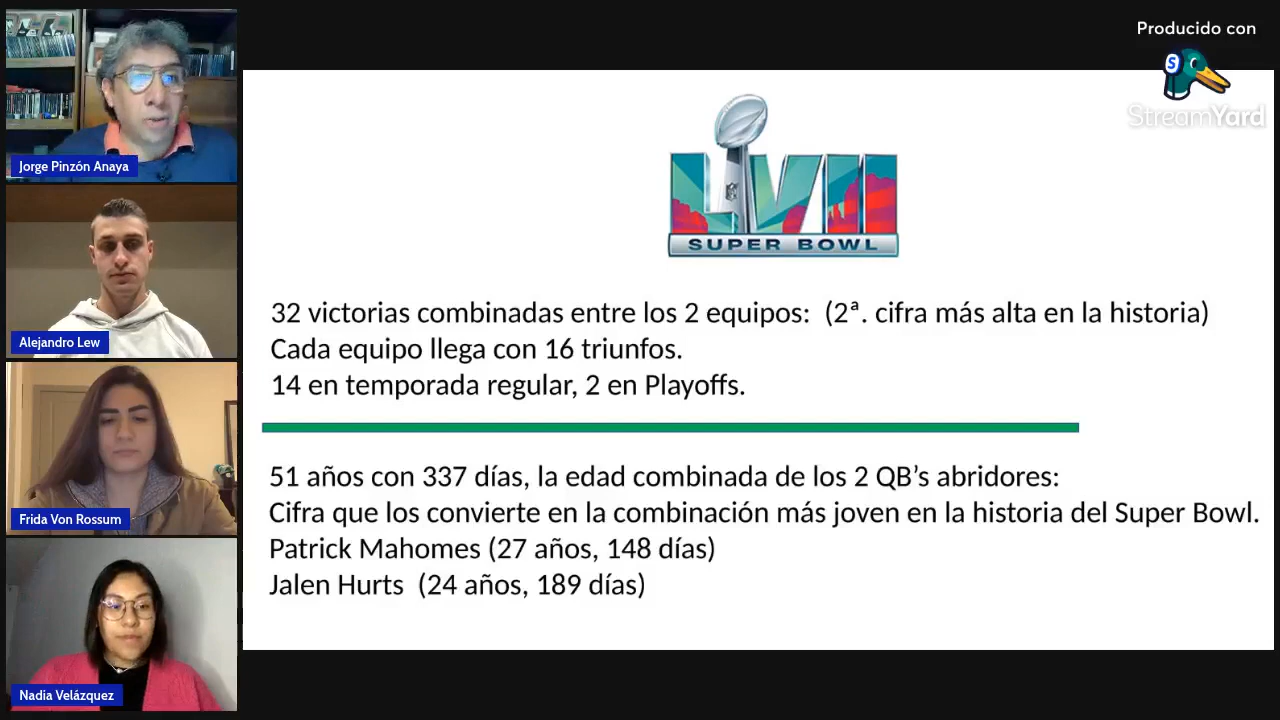 Producido con
StreamYard
Jorge Pinzón Anaya
Alejandro Lew
Frida Von Rossum
Nadia Velázquez
LVII
SUPER BOWL
32 victorias combinadas entre los 2 equipos:  (2ª. cifra más alta en la historia)
Cada equipo llega con 16 triunfos.
14 en temporada regular, 2 en Playoffs.
51 años con 337 días, la edad combinada de los 2 QB’s abridores:
Cifra que los convierte en la combinación más joven en la historia del Super Bowl.
Patrick Mahomes (27 años, 148 días)
Jalen Hurts  (24 años, 189 días)